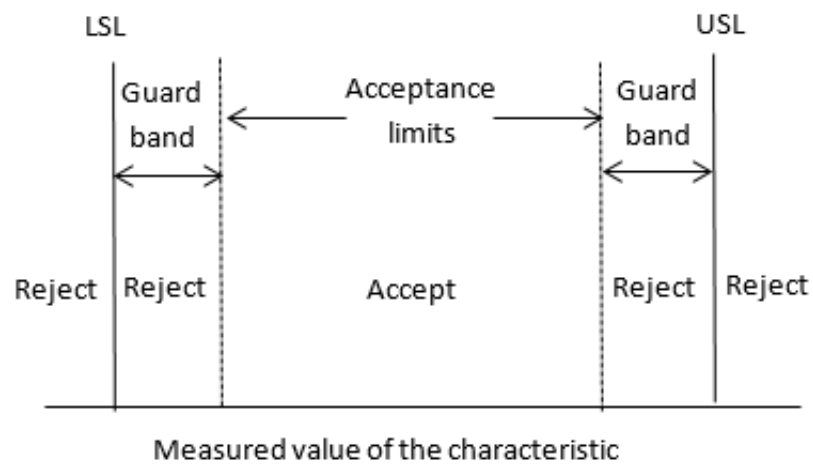 LSL
USL
Guard
band
Acceptance
limits
Guard
band
Reject
Reject
Accept
Reject
Reject
Measured value of the characteristic